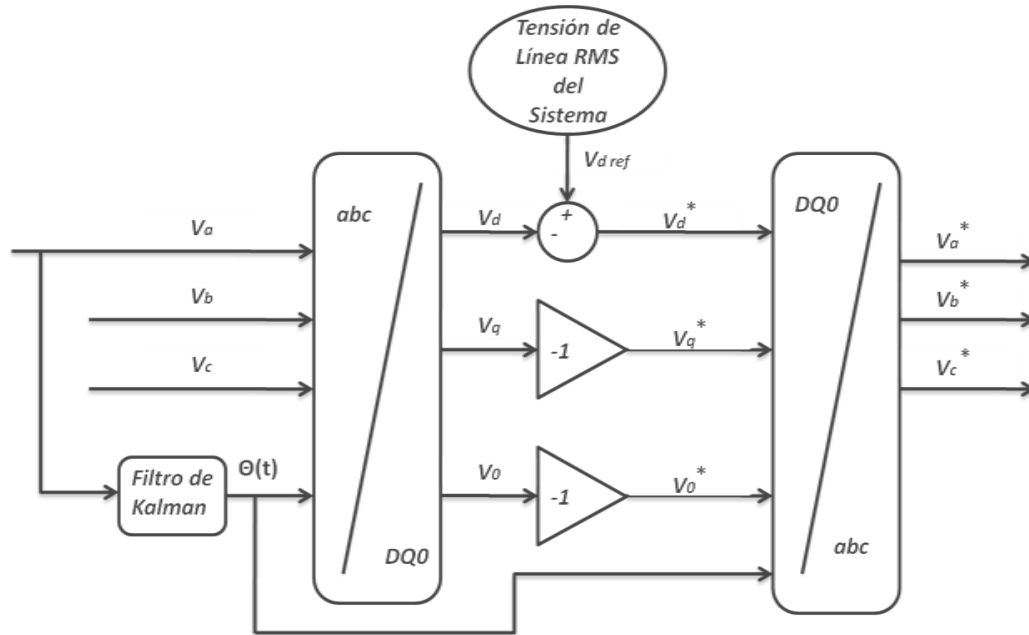 Tensión de
Línea RMS
del
Sistema
Vd ref
abc
Va
Vd
+
-
Vd*
DQ0
Va*
Vb
Vb*
Vq
-1
Vq*
Vc
Vc*
Filtro de
Kalman
Θ(t)
V0
-1
V0*
DQ0
abc